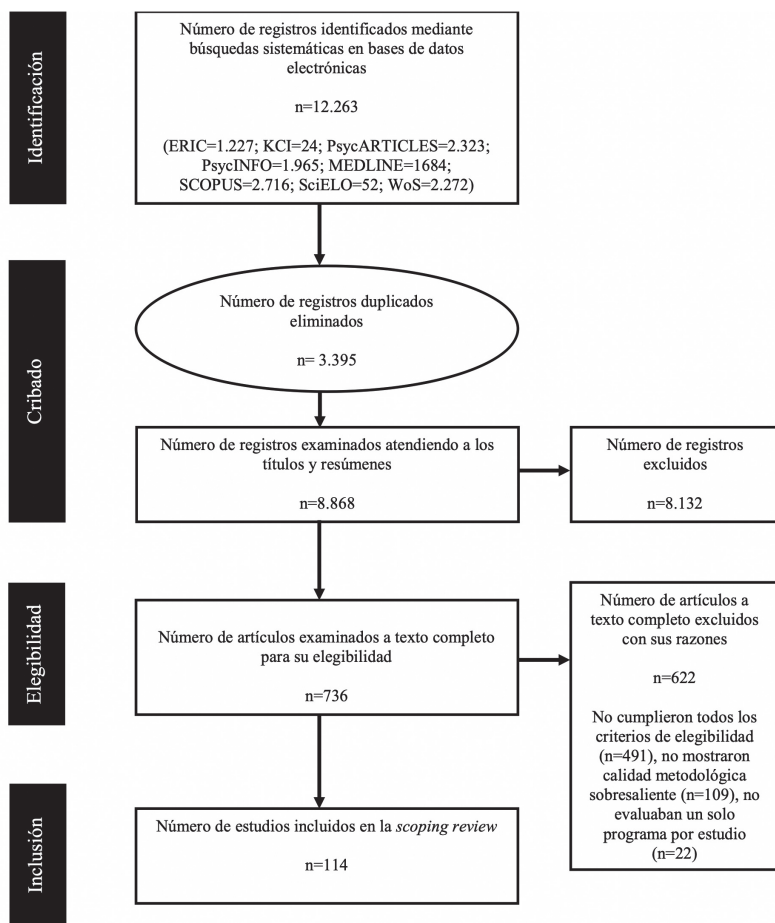 Identificación
Número de registros identificados mediante
búsquedas sistemáticas en bases de datos
electrónicas
n=12.263
(ERIC=1.227; KCI=24; PsycARTICLES=2.323;
PsycINFO=1.965; MEDLINE=1684;
SCOPUS=2.716; SciELO=52; WoS=2.272)
Cribado
Número de registros duplicados
eliminados
n= 3.395
Número de registros examinados atendiendo a los
títulos y resúmenes
n=8.868
Número de registros
excluidos
n=8.132
Elegibilidad
Número de artículos examinados a texto completo
para su elegibilidad
n=736
Número de artículos a
texto completo excluidos
con sus razones
n=622
No cumplieron todos los
criterios de elegibilidad
(n=491), no mostraron
calidad metodológica
sobresaliente (n=109), no
evaluaban un solo
programa por estudio
(n=22)
Inclusión
Número de estudios incluidos en la scoping review
n=114